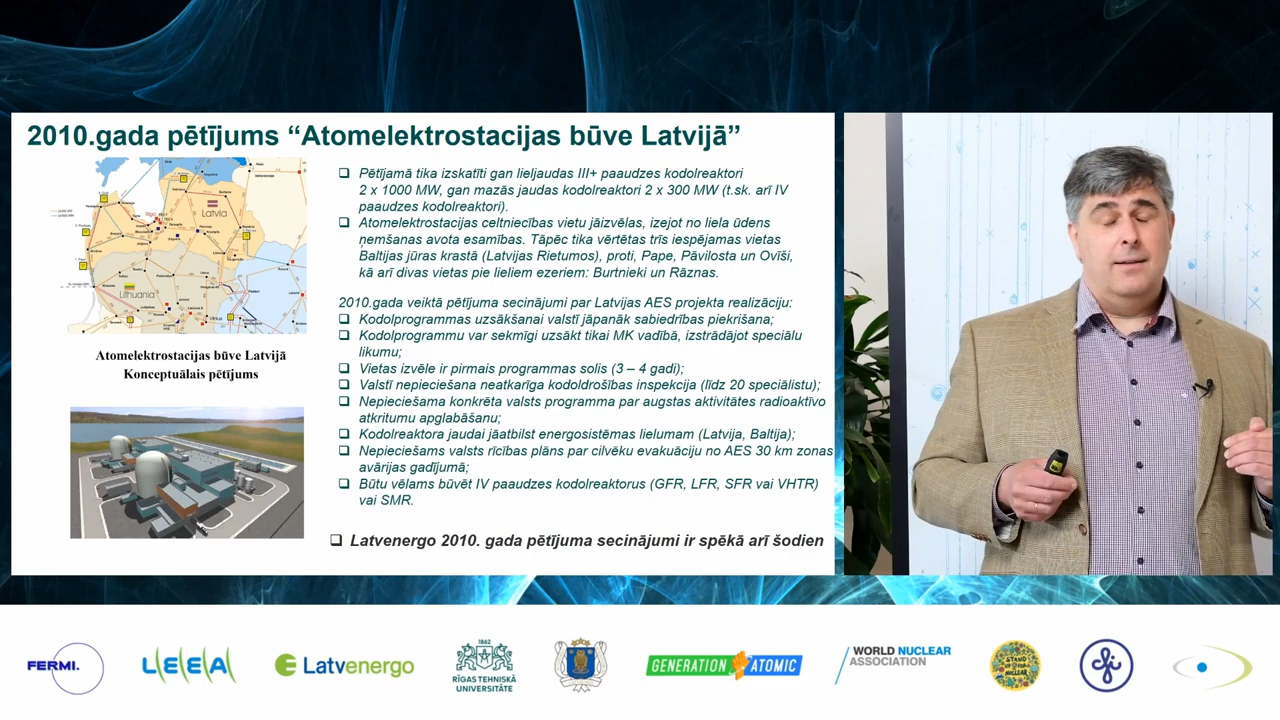 2010.gada pētījums “Atomelektrostacijas būve Latvijā”
Latvia
Lithuania
Atomelektrostacijas būve Latvijā
Konceptuālais pētījums
❑ Pētījamā tika izskatīti gan lieljaudas III+ paaudzes kodolreaktori
2 x 1000 MW, gan mazās jaudas kodolreaktori 2 x 300 MW (t.sk. arī IV
paaudzes kodolreaktori).
❑ Atomelektrostacijas celtniecības vietu jāizvēlas, izejot no liela ūdens
ņemšanas avota esamības. Tāpēc tika vērtētas trīs iespējamas vietas
Baltijas jūras krastā (Latvijas Rietumos), proti, Pape, Pāvilosta un Ovīši,
kā arī divas vietas pie lieliem ezeriem: Burtnieki un Rāznas.
2010.gada veiktā pētījuma secinājumi par Latvijas AES projekta realizāciju:
❑ Kodolprogrammas uzsākšanai valstī jāpanāk sabiedrības piekrišana;
❑ Kodolprogrammu var sekmīgi uzsākt tikai MK vadībā, izstrādājot speciālu
likumu;
❑ Vietas izvēle ir pirmais programmas solis (3 – 4 gadi);
❑ Valstī nepieciešana neatkarīga kodoldrošības inspekcija (līdz 20 speciālistu);
❑ Nepieciešama konkrēta valsts programma par augstas aktivitātes radioaktīvo
atkritumu apglabāšanu;
❑ Kodolreaktora jaudai jāatbilst energosistēmas lielumam (Latvija, Baltija);
❑ Nepieciešams valsts rīcības plāns par cilvēku evakuāciju no AES 30 km zonas
avārijas gadījumā;
❑ Būtu vēlams būvēt IV paaudzes kodolreaktorus (GFR, LFR, SFR vai VHTR)
vai SMR.
❑ Latvenergo 2010. gada pētījuma secinājumi ir spēkā arī šodien
FERMI.
LEEA
Latvenergo
1862
RĪGAS TEHNISKĀ
UNIVERSITĀTE
GENERATION ATOMIC
WORLD NUCLEAR
ASSOCIATION
STAND
UP FOR
NUCLEAR